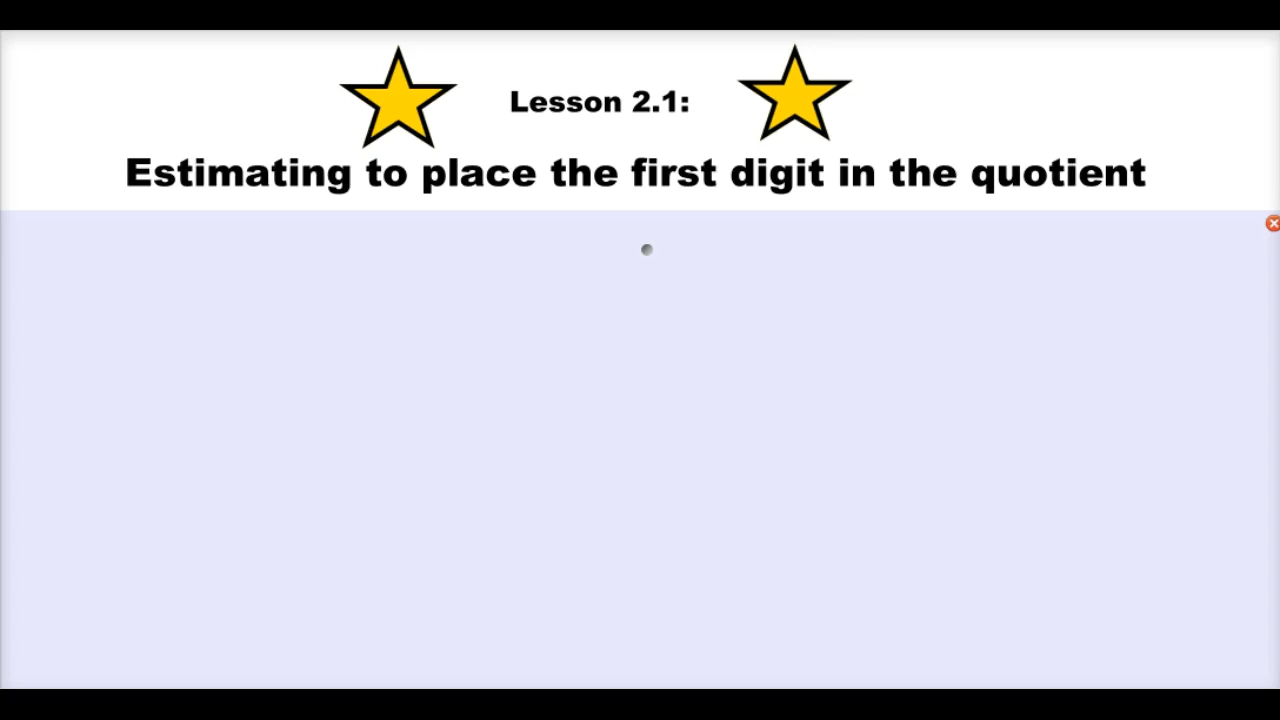 Lesson 2.1:
Estimating to place the first digit in the quotient